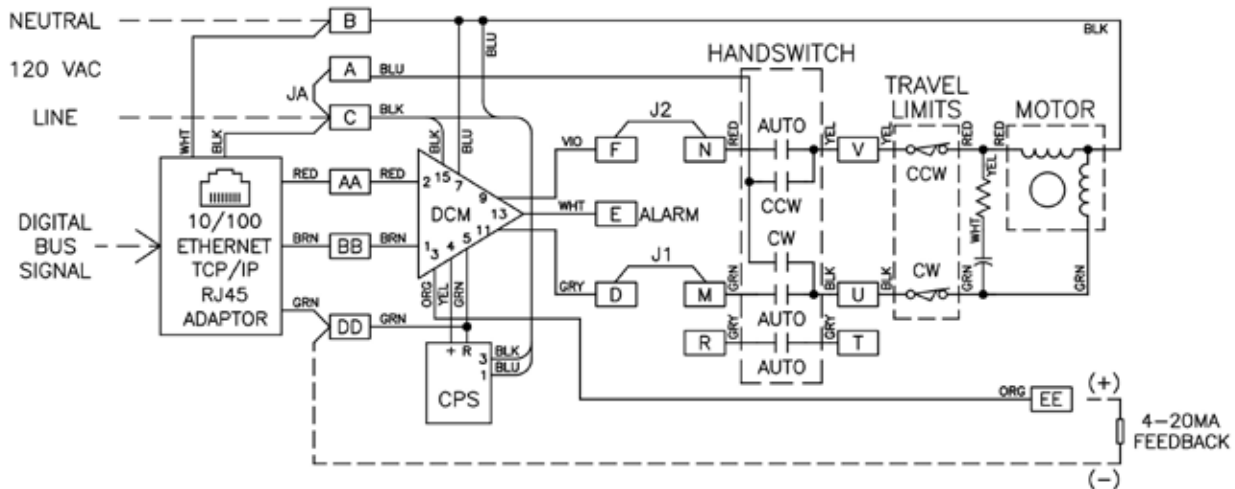 NEUTRAL
B
BLK
120 VAC
A
BLU
JA
LINE
C
BLK
WHT
BLK
BLK
BLU
BLU
HANDSWITCH
TRAVEL
LIMITS
MOTOR
J2
AUTO
VIO
F
N
RED
YEL
V
YEL
RED
RED
CCW
CCW
YEL
WHT
GRN
GRN
RED
AA
RED
2
15
7
9
DCM
13
11
WHT
E
ALARM
DIGITAL
BUS
SIGNAL
10/100
ETHERNET
TCP/IP
RJ45
ADAPTOR
BRN
BB
BRN
1
3
4
5
ORG
YEL
GRN
CW
J1
GRY
D
M
GRN
BLK
U
BLK
CW
AUTO
R
GRY
GRY
T
AUTO
GRN
DD
GRN
+
R
3
BLK
1
BLU
CPS
ORG
EE
(+)
4-20MA
FEEDBACK
(-)